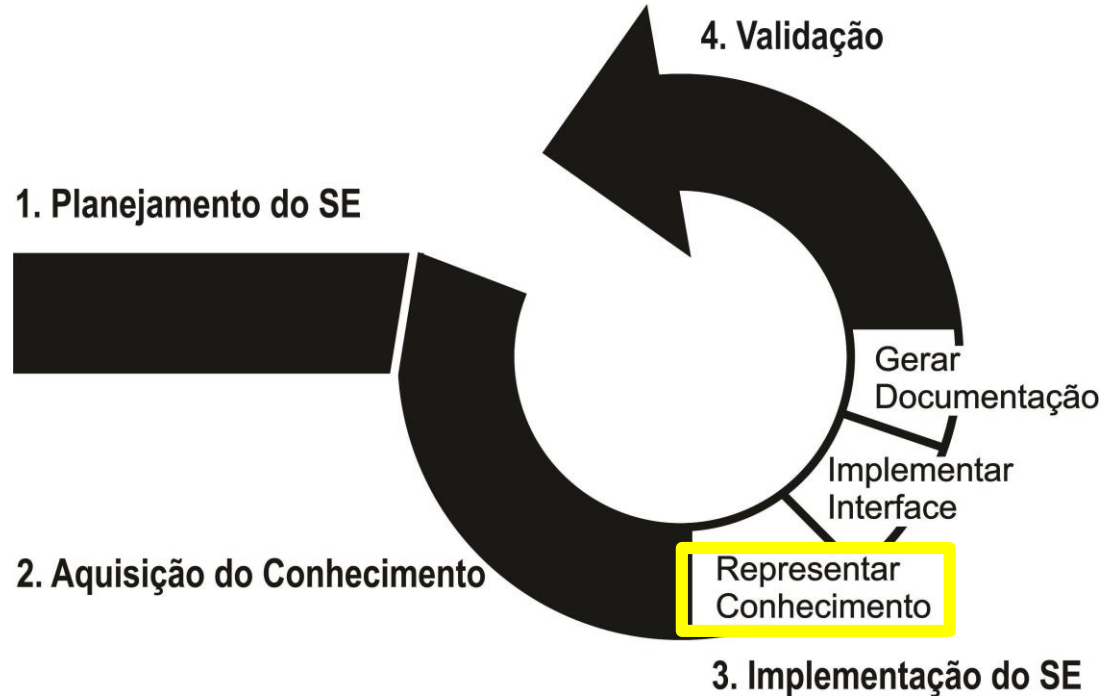 4. Validação
1. Planejamento do SE
Gerar
Documentação
Implementar
Interface
2. Aquisição do Conhecimento
Representar
Conhecimento
3. Implementação do SE